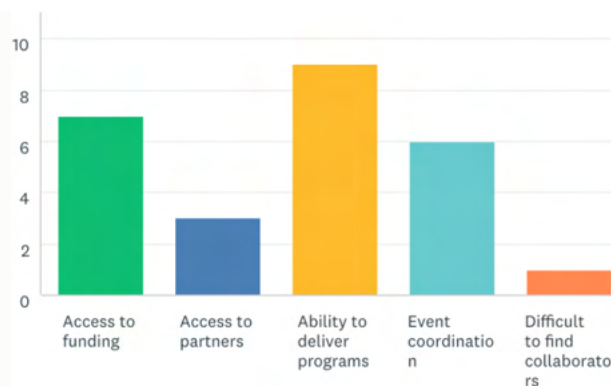 10
8
6
4
2
0
Access to
funding
Access to
partners
Ability to
deliver
programs
Event
coordinatio
n
Difficult
to find
collaborato
rs